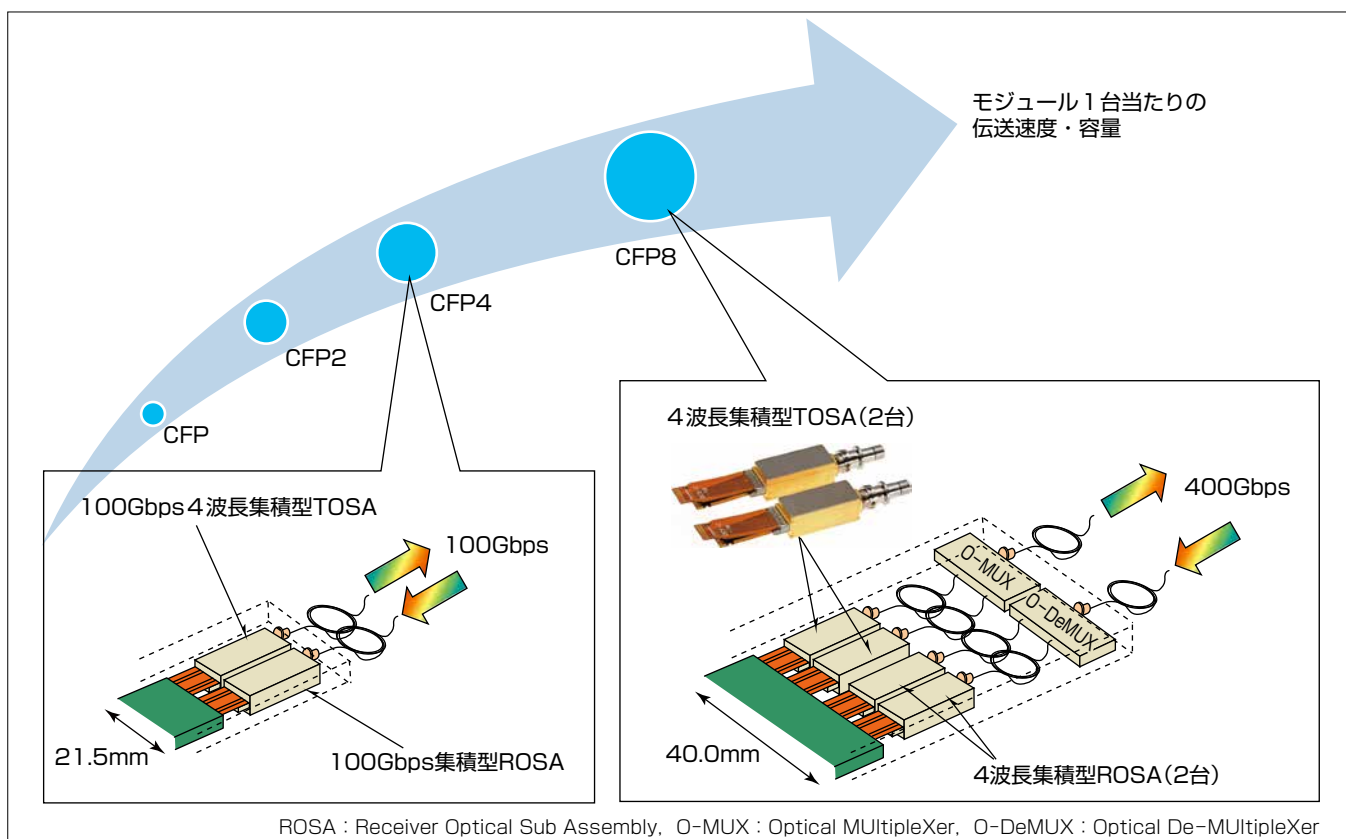 モジュール1台当たりの
伝送速度・容量
CFP8
CFP4
CFP2
CFP
100Gbps4波長集積型TOSA
100Gbps
21.5mm
100Gbps集積型ROSA
4波長集積型TOSA(2台)
400Gbps
O-MUX
O-DeMUX
40.0mm
4波長集積型ROSA(2台)
ROSA:Receiver Optical Sub Assembly, O-MUX:Optical MUltipleXer, O-DeMUX:Optical De-MUltipleXer